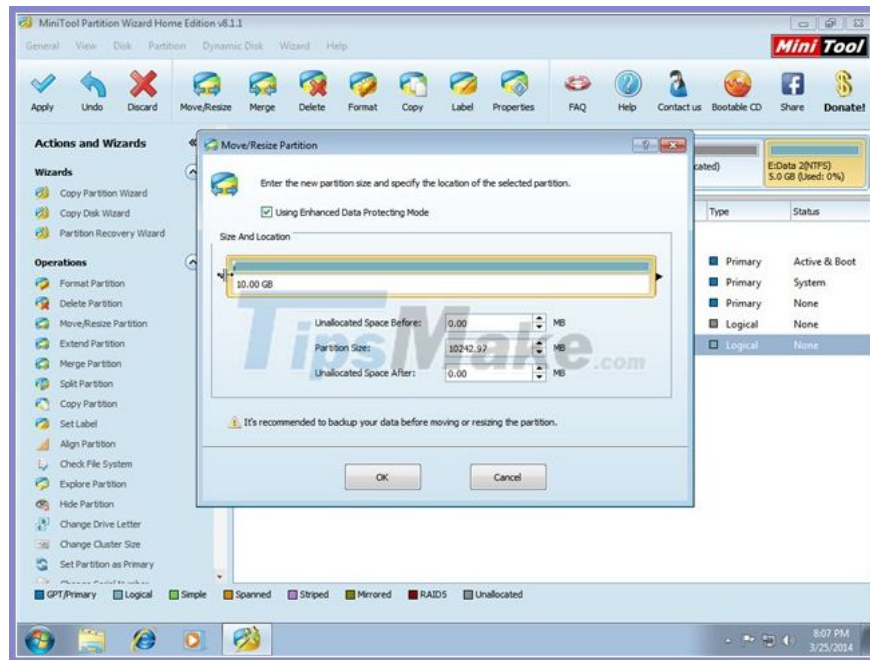 MiniTool Partition Wizard Home Edition v8.1.1
General View Disk Partition Dynamic Disk Wizard Help
Mini Tool
Apply Undo Discard Move/Resize Merge Delete Format Copy Label Properties FAQ Help Contact us Bootable CD Share Donate!
Actions and Wizards
Wizards
Copy Partition Wizard
Copy Disk Wizard
Partition Recovery Wizard
Operations
Format Partition
Delete Partition
Move/Resize Partition
Extend Partition
Merge Partition
Split Partition
Copy Partition
Set Label
Align Partition
Check File System
Explore Partition
Hide Partition
Change Drive Letter
Change Cluster Size
Set Partition as Primary
Move/Resize Partition
Enter the new partition size and specify the location of the selected partition.
Using Enhanced Data Protecting Mode
Size And Location
10.00 GB
Unallocated Space Before: 0.00 MB
Partition Size: 10242.97 MB
Unallocated Space After: 0.00 MB
It's recommended to backup your data before moving or resizing the partition.
OK Cancel
TipsMake.com
cated)
E:Data 2(NTFS)
5.0 GB (Used: 0%)
Type Status
Primary Active & Boot
Primary System
Primary None
Logical None
Logical None
GPT/Primary Logical Simple Spanned Striped Mirrored RAID5 Unallocated
8:07 PM
3/25/2014